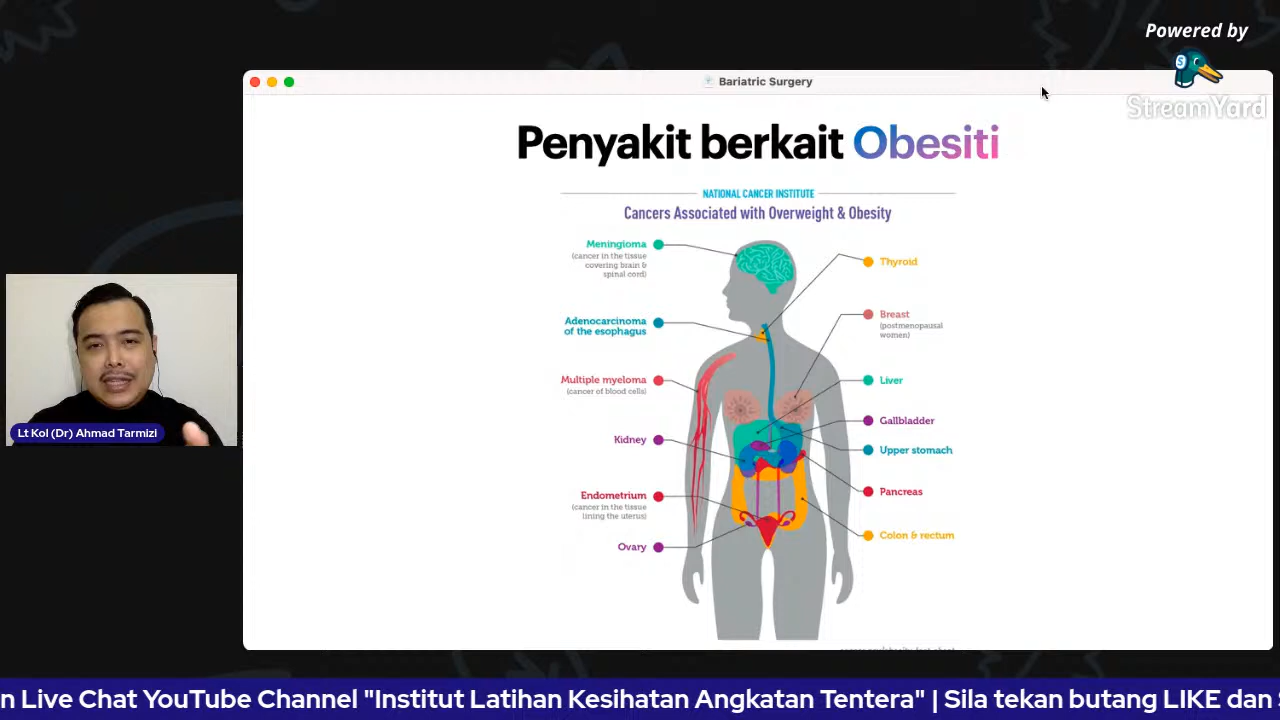 Powered by
StreamYard
Bariatric Surgery
Penyakit berkait Obesiti
NATIONAL CANCER INSTITUTE
Cancers Associated with Overweight & Obesity
Meningioma
(cancer in the tissue
covering brain &
spinal cord)
Adenocarcinoma
of the esophagus
Multiple myeloma
(cancer of blood cells)
Kidney
Endometrium
(cancer in the tissue
lining the uterus)
Ovary
Thyroid
Breast
(postmenopausal
women)
Liver
Gallbladder
Upper stomach
Pancreas
Colon & rectum
Lt Kol (Dr) Ahmad Tarmizi
n Live Chat YouTube Channel "Institut Latihan Kesihatan Angkatan Tentera" | Sila tekan butang LIKE dan